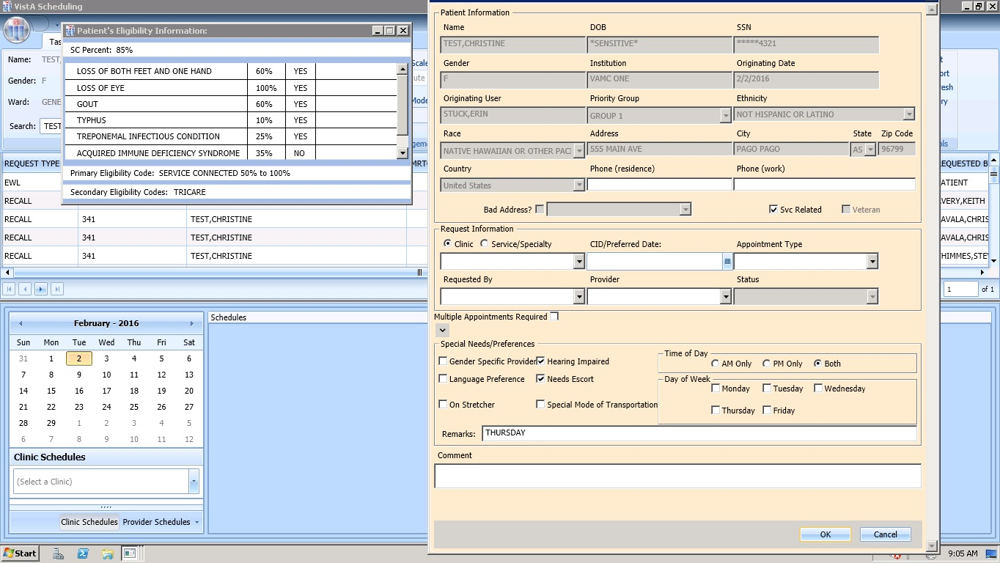 VistA Scheduling
Patient's Eligibility Information:
SC Percent: 85%
LOSS OF BOTH FEET AND ONE HAND 60% YES
LOSS OF EYE 100% YES
GOUT 60% YES
TYPHUS 10% YES
TREPONEMAL INFECTIOUS CONDITION 25% YES
ACQUIRED IMMUNE DEFICIENCY SYNDROME 35% NO
Primary Eligibility Code: SERVICE CONNECTED 50% to 100%
Secondary Eligibility Codes: TRICARE
Tas
Name: TEST,
Gender: F
Ward: GENE
Search: TEST
Scale
ute
Mode
geme
t
ort
esh
ry
ols
REQUEST TYPE MRTC EQUESTED B
EWL ATIENT
RECALL VERY,KEITH
RECALL 341 TEST,CHRISTINE AVALA,CHRIS
RECALL 341 TEST,CHRISTINE AVALA,CHRIS
RECALL 341 TEST,CHRISTINE HIMMES,STE
1 of 1
February - 2016
Sun Mon Tue Wed Thu Fri Sat
31 1 2 3 4 5 6
7 8 9 10 11 12 13
14 15 16 17 18 19 20
21 22 23 24 25 26 27
28 29 1 2 3 4 5
6 7 8 9 10 11 12
Clinic Schedules
(Select a Clinic)
Clinic Schedules Provider Schedules
Schedules
Patient Information
Name DOB SSN
TEST,CHRISTINE *SENSITIVE* *****4321
Gender Institution Originating Date
F VAMC ONE 2/2/2016
Originating User Priority Group Ethnicity
STUCK,ERIN GROUP 1 NOT HISPANIC OR LATINO
Race Address City State Zip Code
NATIVE HAWAIIAN OR OTHER PAC 555 MAIN AVE PAGO PAGO AS 96799
Country Phone (residence) Phone (work)
United States
Bad Address? Svc Related Veteran
Request Information
Clinic Service/Specialty CID/Preferred Date: Appointment Type
Requested By Provider Status
Multiple Appointments Required
Special Needs/Preferences
Gender Specific Provider Hearing Impaired
Language Preference Needs Escort
On Stretcher Special Mode of Transportation
Time of Day
AM Only PM Only Both
Day of Week
Monday Tuesday Wednesday
Thursday Friday
Remarks: THURSDAY
Comment
OK Cancel
Start 9:05 AM